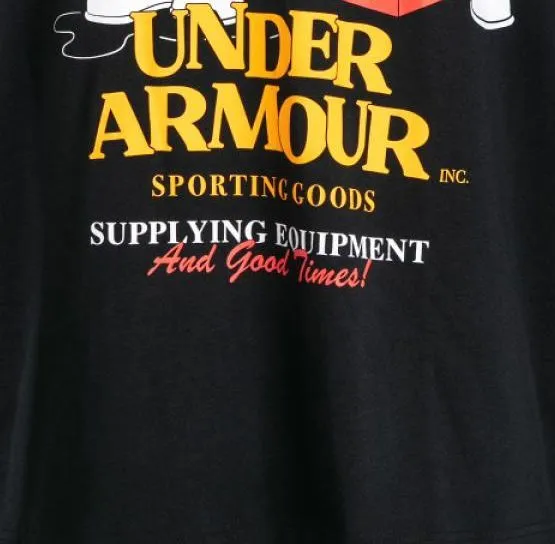 UNDER
ARMOUR
INC.
SPORTING GOODS
SUPPLYING EQUIPMENT
And Good Times!